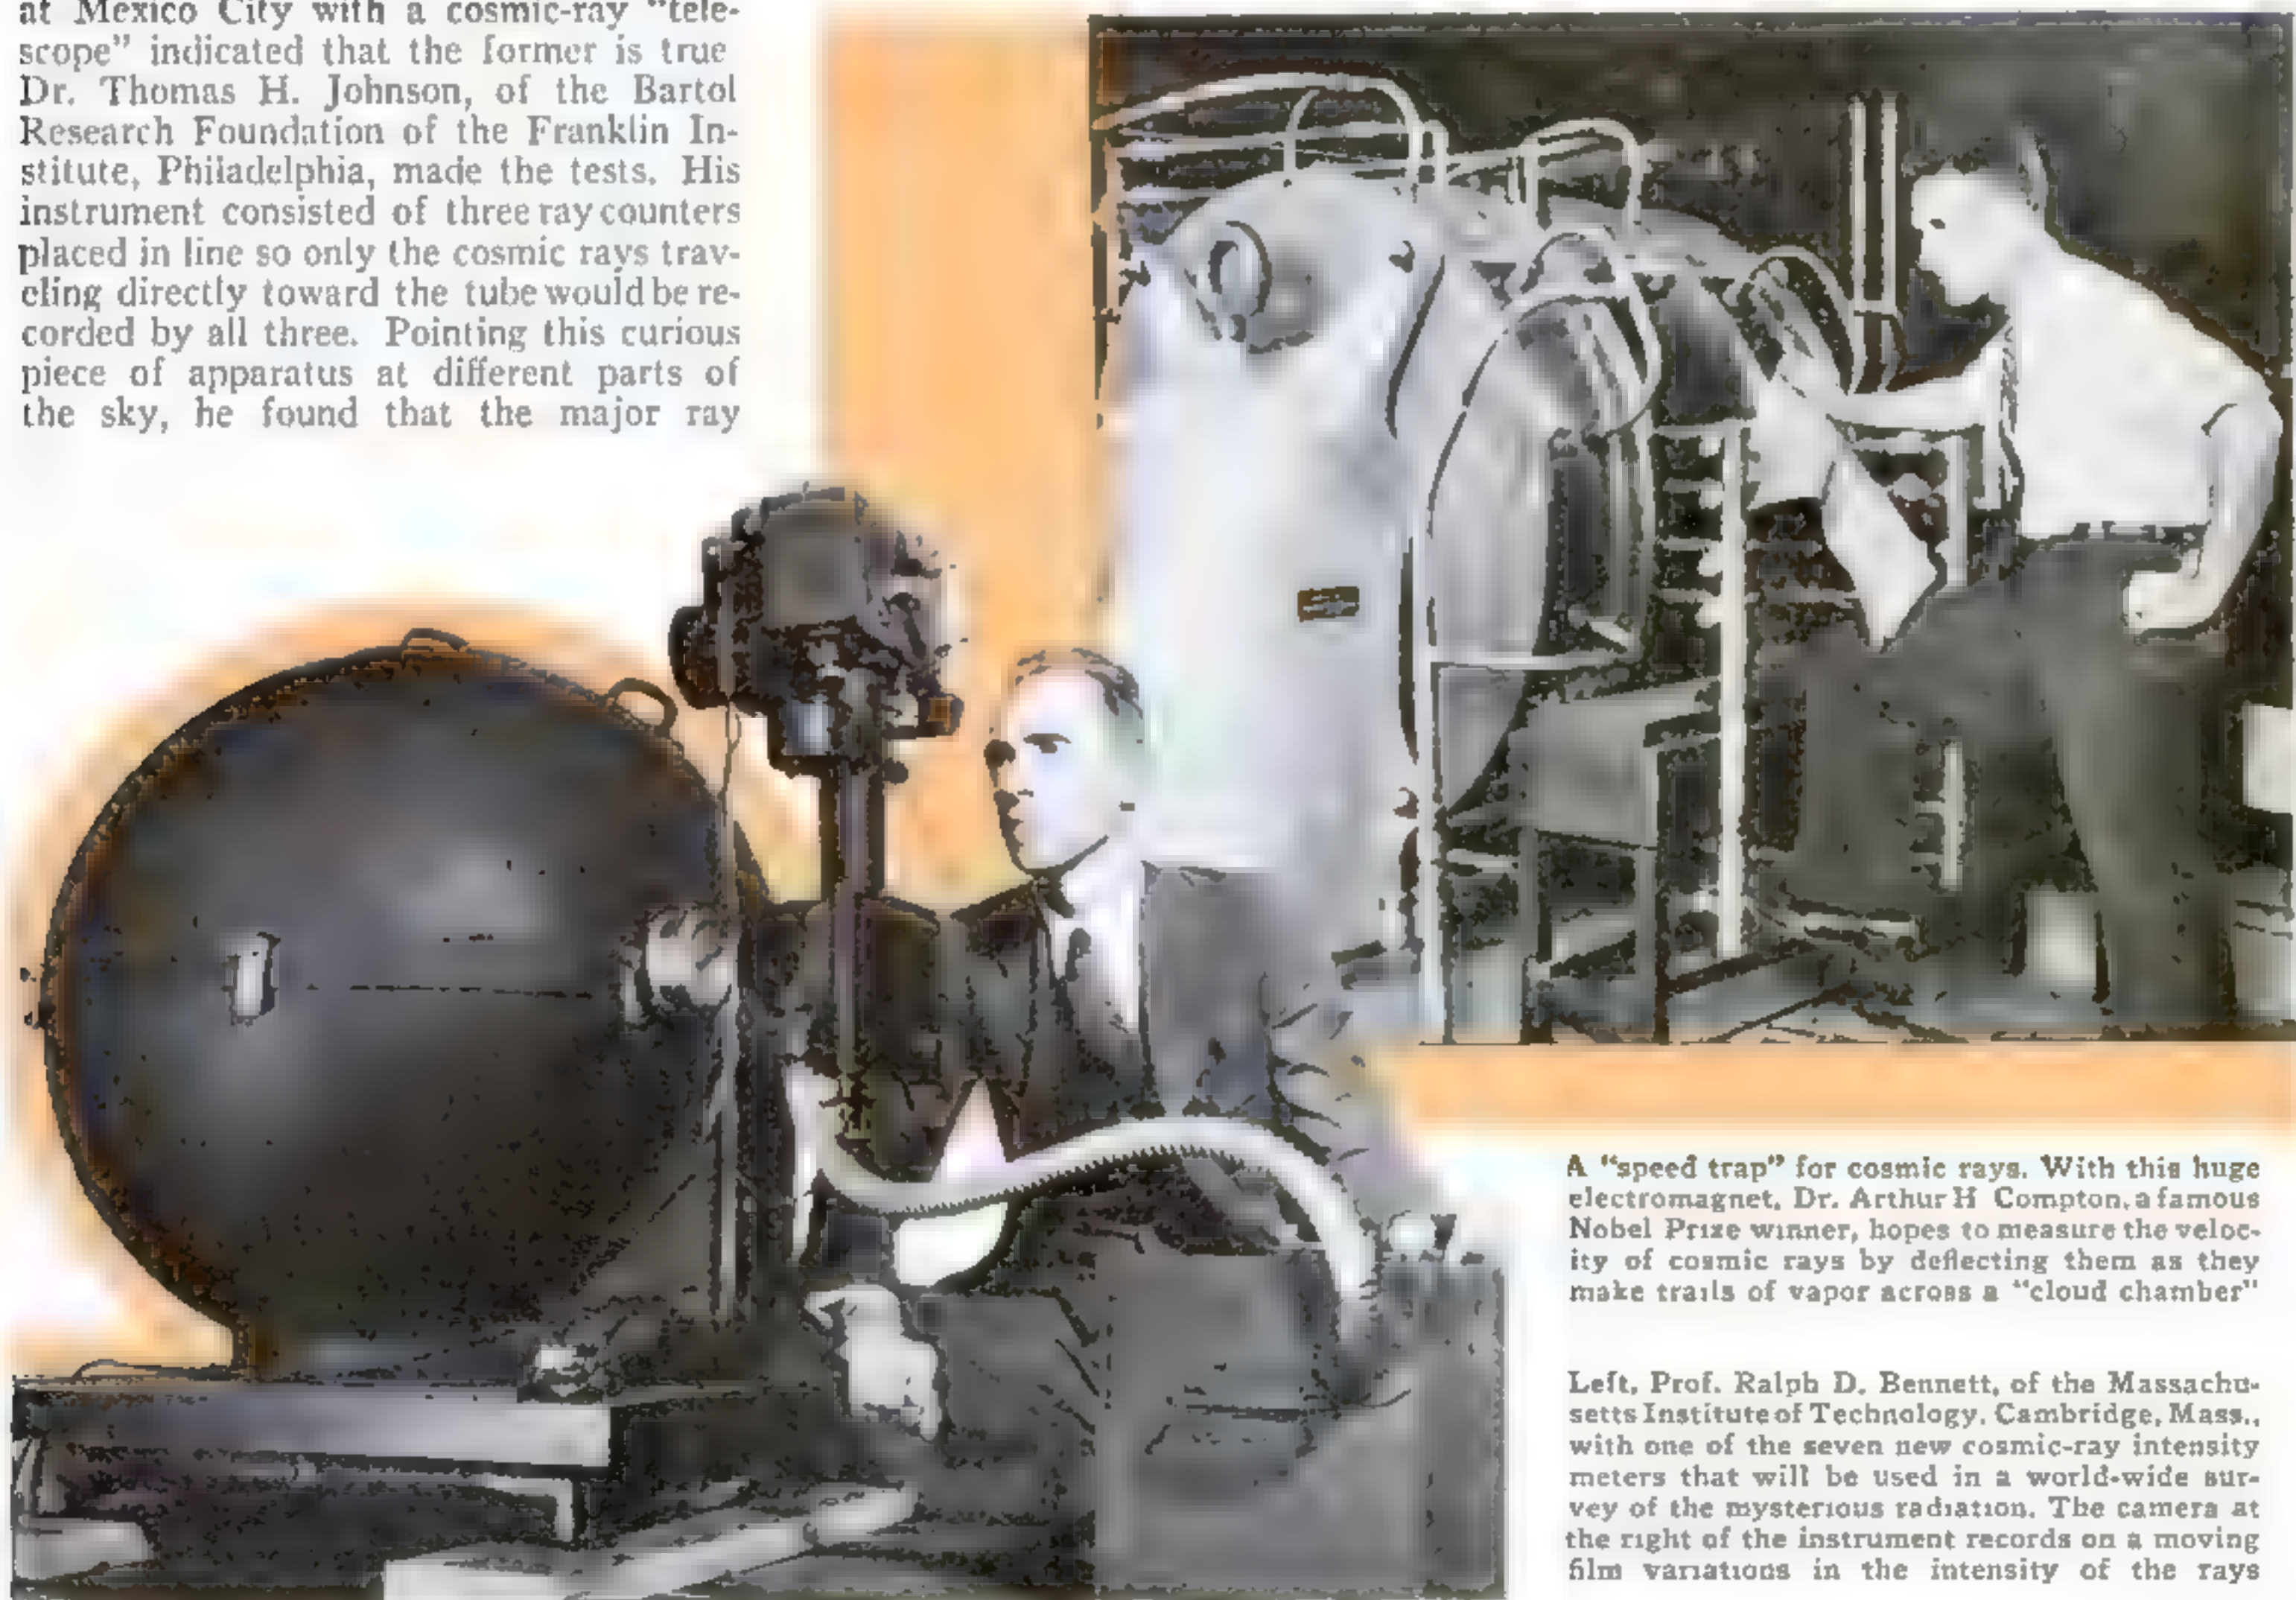 at Mexico City with a cosmic-ray "tele-
scope" indicated that the former is true
Dr. Thomas H. Johnson, of the Bartol
Research Foundation of the Franklin In-
stitute, Philadelphia, made the tests. His
instrument consisted of three ray counters
placed in line so only the cosmic rays trav-
eling directly toward the tube would be re-
corded by all three. Pointing this curious
piece of apparatus at different parts of
the sky, he found that the major ray
A "speed trap" for cosmic rays. With this huge
electromagnet, Dr. Arthur H Compton, a famous
Nobel Prize winner, hopes to measure the veloc-
ity of cosmic rays by deflecting them as they
make trails of vapor across a "cloud chamber"
Left, Prof. Ralph D. Bennett, of the Massachu-
setts Institute of Technology, Cambridge, Mass.,
with one of the seven new cosmic-ray intensity
meters that will be used in a world-wide sur-
vey of the mysterious radiation. The camera at
the right of the instrument records on a moving
film variations in the intensity of the rays